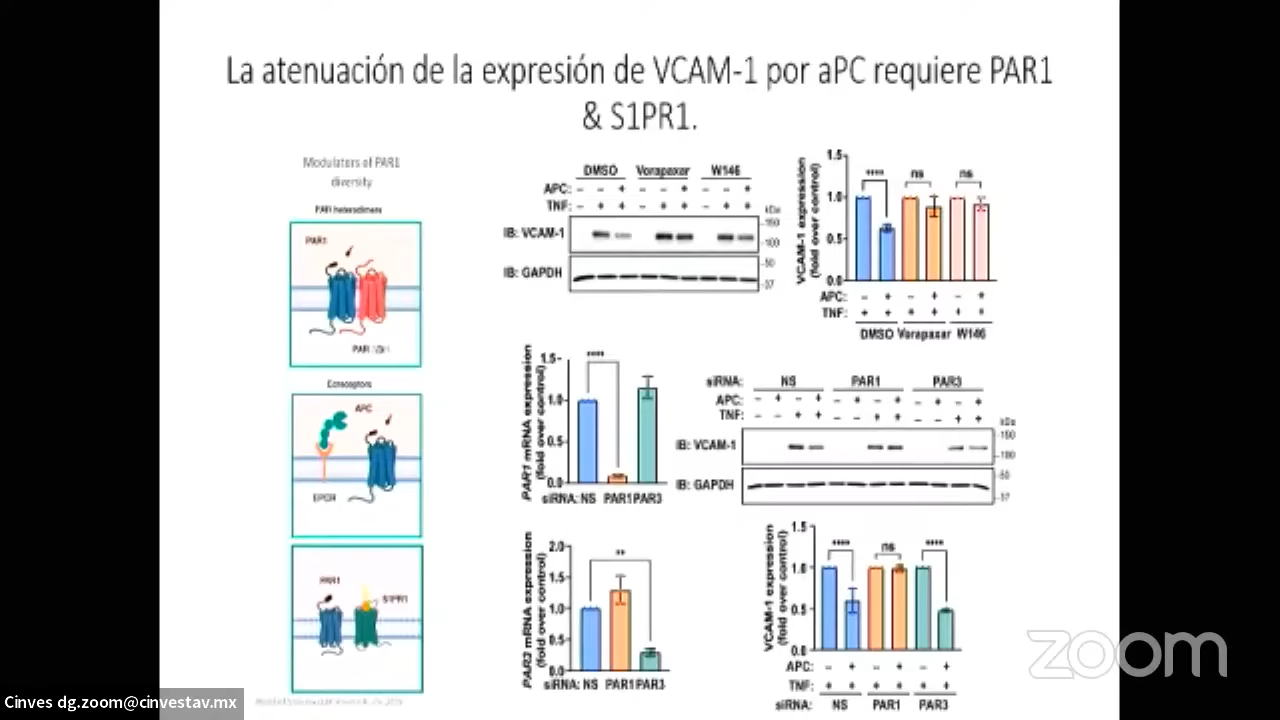 La atenuación de la expresión de VCAM-1 por aPC requiere PAR1
& S1PR1.
Modulators of PAR1
diversity
PAR heterodimers
PAR1
PAR
APC
EPCR
PAR1
S1PR1
DMSO Vorapaxar W146
APC: - - + - - + - - +
TNF: - + + - + + - + +
kDa
IB: VCAM-1
150
100
IB: GAPDH
50
37
VCAM-1 expression
(fold over control)
1.5
1.0
0.5
0.0
**** ns ns
APC: - + - + - +
TNF: + + + + + +
DMSO Vorapaxar W146
PAR1 mRNA expression
(fold over control)
1.5
1.0
0.5
0.0
****
siRNA: NS PAR1 PAR3
siRNA: NS PAR1 PAR3
APC: - + - + - + - + - + - +
TNF: - - + + - - + + - - + +
kDa
IB: VCAM-1
150
100
IB: GAPDH
50
37
PAR3 mRNA expression
(fold over control)
2.0
1.5
1.0
0.5
0.0
**
siRNA: NS PAR1 PAR3
VCAM-1 expression
(fold over control)
1.5
1.0
0.5
0.0
**** ns ****
APC: - + - + - +
TNF: + + + + + +
siRNA: NS PAR1 PAR3
zoom
Cinves dg.zoom@cinvestav.mx